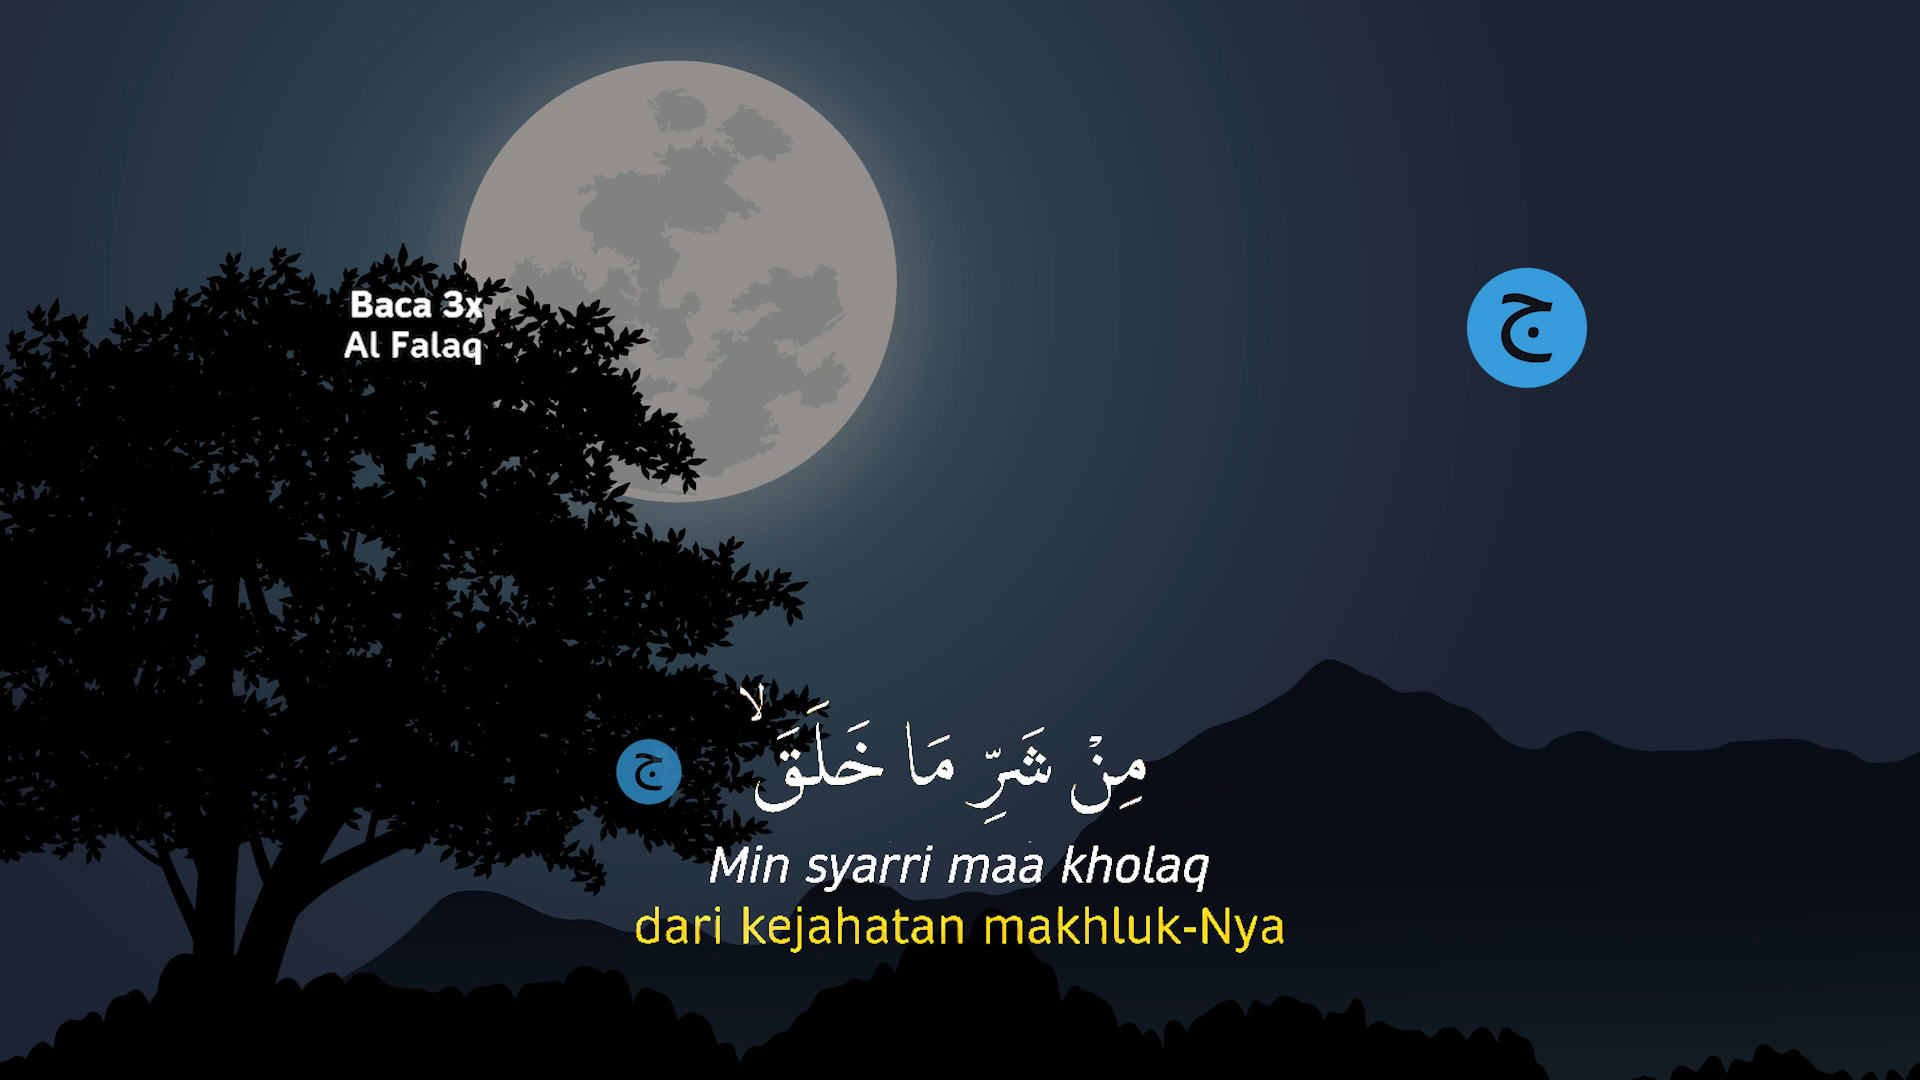 Baca 3x
Al Falaq
ج
مِنْ شَرِّ مَا خَلَقَۙ
ج
Min syarri maa kholaq
dari kejahatan makhluk-Nya